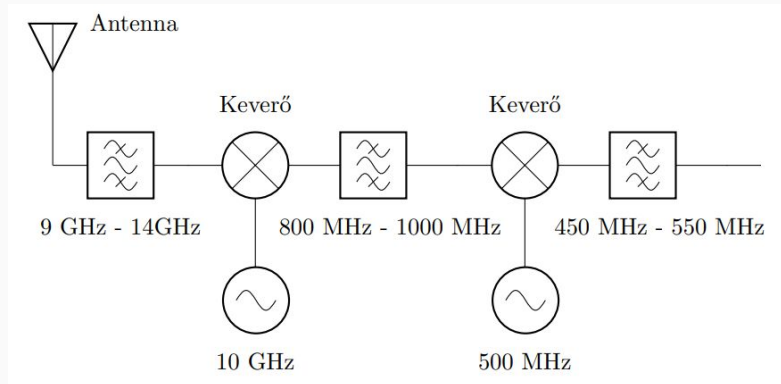 Antenna
Keverő
Keverő
9 GHz - 14GHz
800 MHz - 1000 MHz
450 MHz - 550 MHz
10 GHz
500 MHz